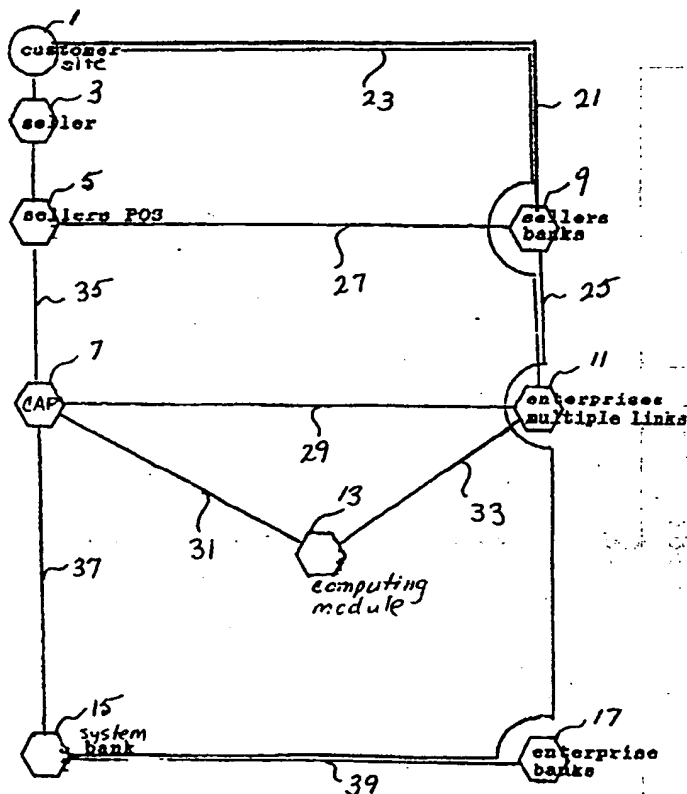 1
customer
site
23
21
3
seller
5
sellers POS
9
sellers
banks
27
25
35
7
CAP
11
enterprises
multiple links
29
31
33
13
computing
module
37
15
system
bank
17
enterprise
banks
39